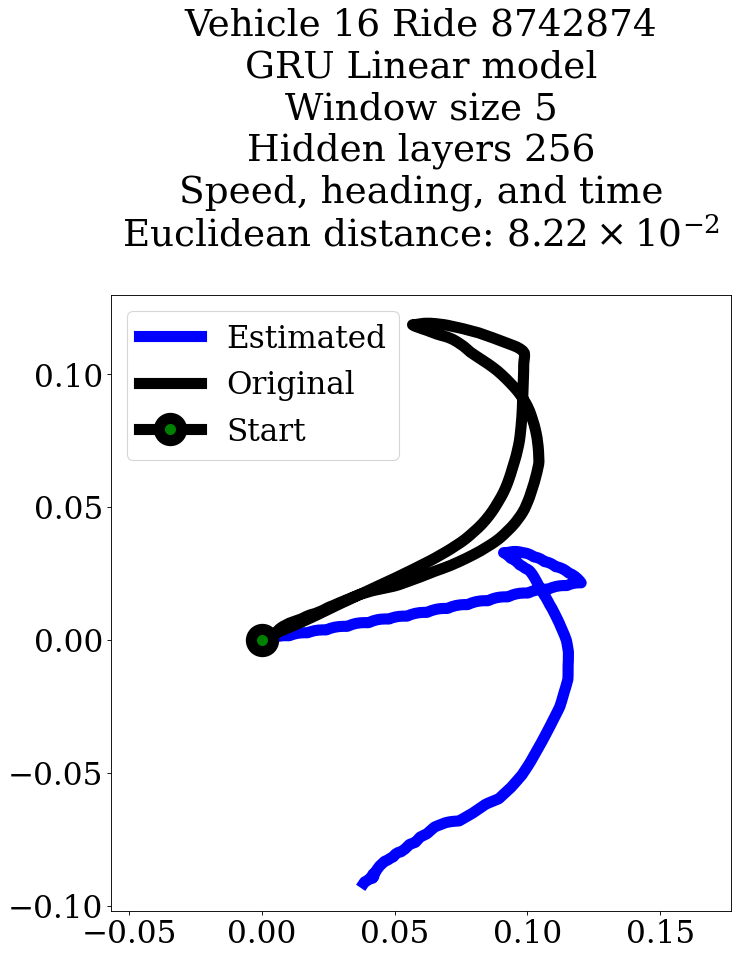 Vehicle 16 Ride 8742874
GRU Linear model
Window size 5
Hidden layers 256
Speed, heading, and time
Euclidean distance: 8.22 × 10⁻²
Estimated
Original
Start
0.10
0.05
0.00
−0.05
−0.10
−0.05 0.00 0.05 0.10 0.15